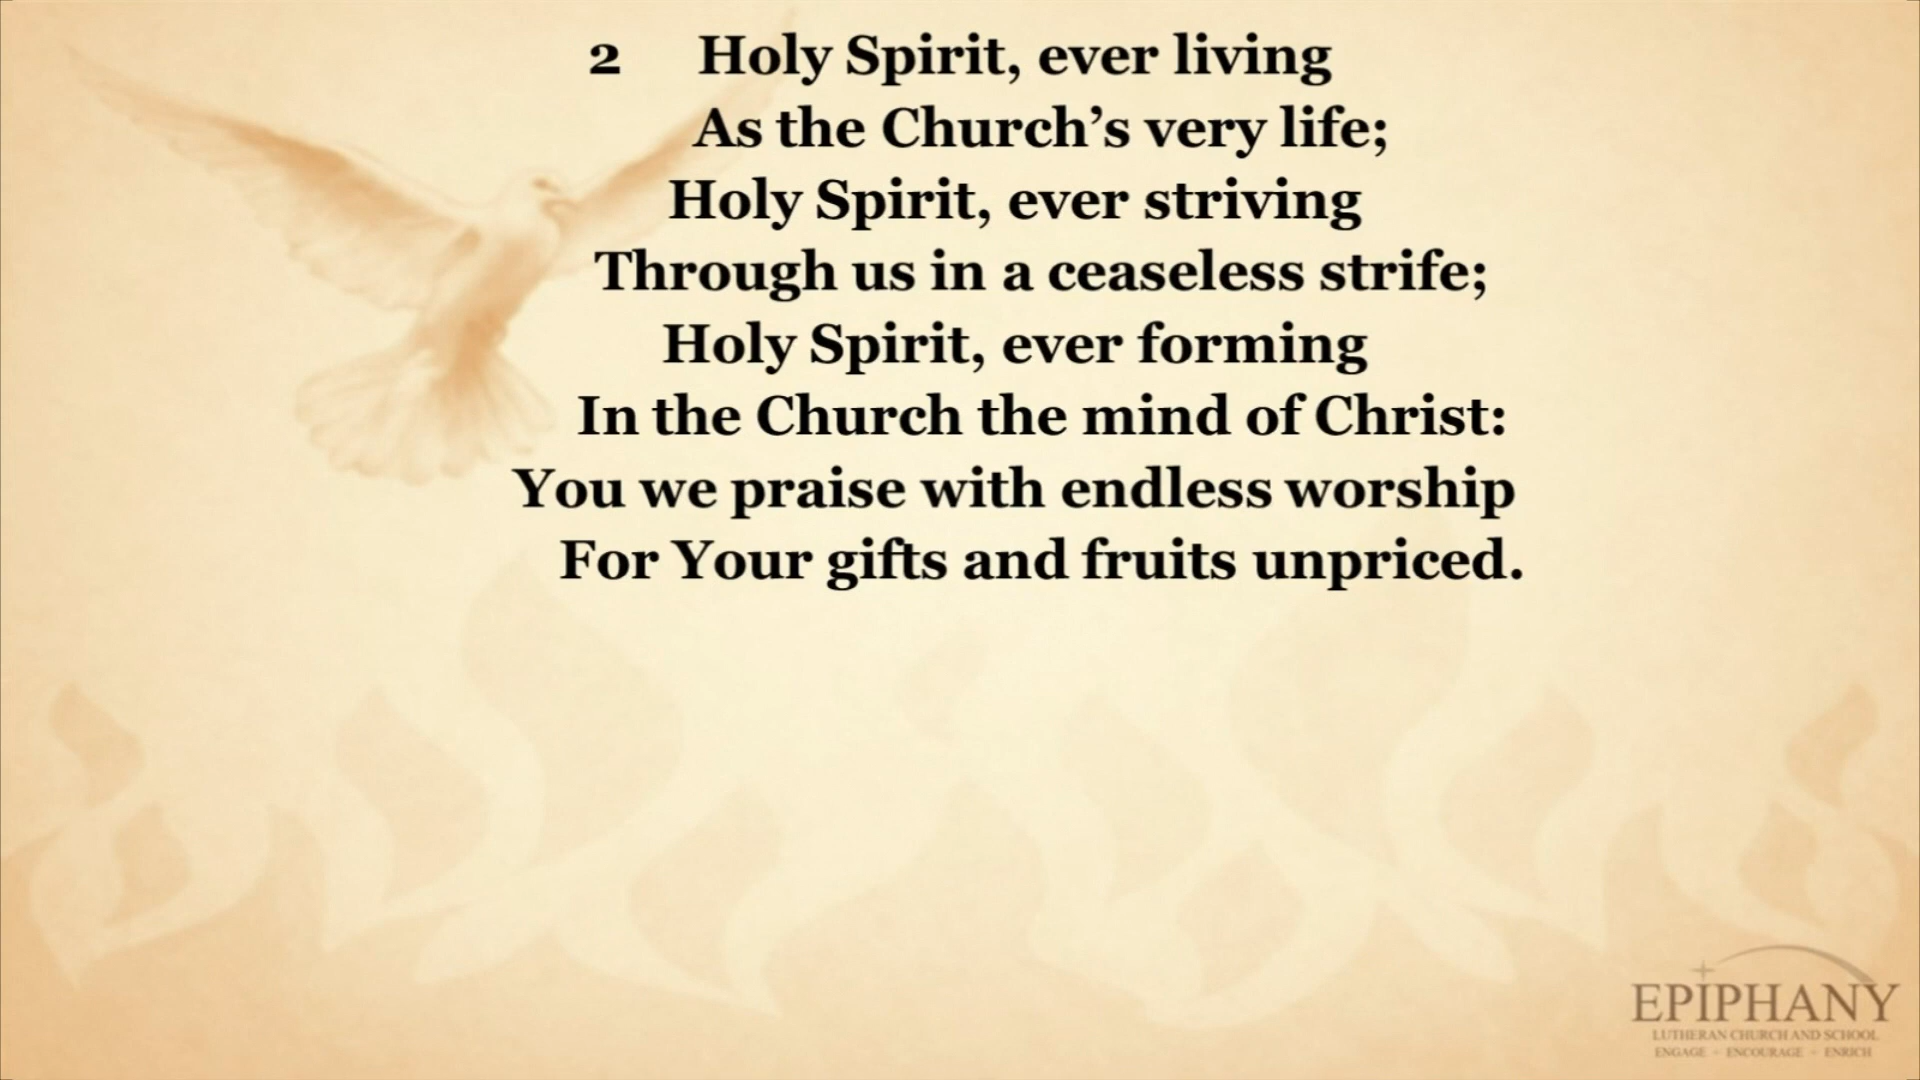 2 Holy Spirit, ever living
As the Church’s very life;
Holy Spirit, ever striving
Through us in a ceaseless strife;
Holy Spirit, ever forming
In the Church the mind of Christ:
You we praise with endless worship
For Your gifts and fruits unpriced.
EPIPHANY
LUTHERAN CHURCH AND SCHOOL
ENGAGE - ENCOURAGE - ENRICH